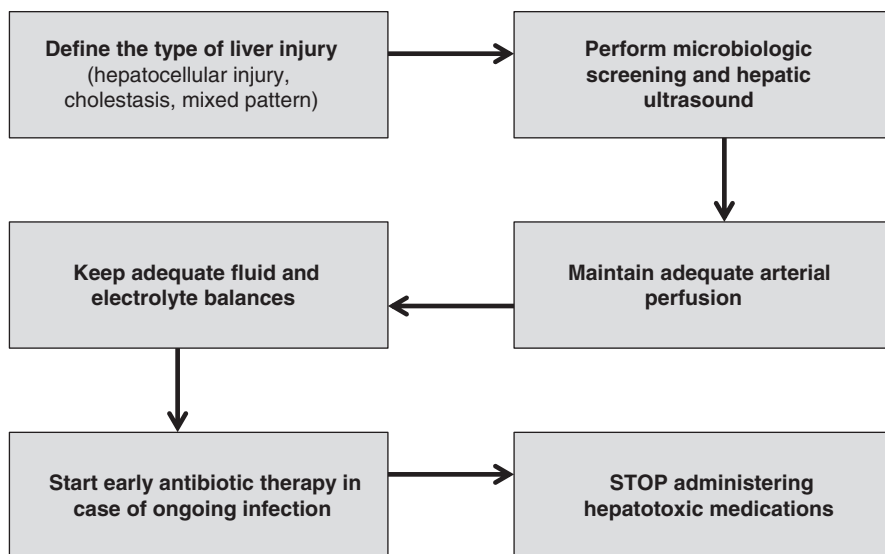 Define the type of liver injury
(hepatocellular injury,
cholestasis, mixed pattern)
Perform microbiologic
screening and hepatic
ultrasound
Maintain adequate arterial
perfusion
Keep adequate fluid and
electrolyte balances
Start early antibiotic therapy in
case of ongoing infection
STOP administering
hepatotoxic medications